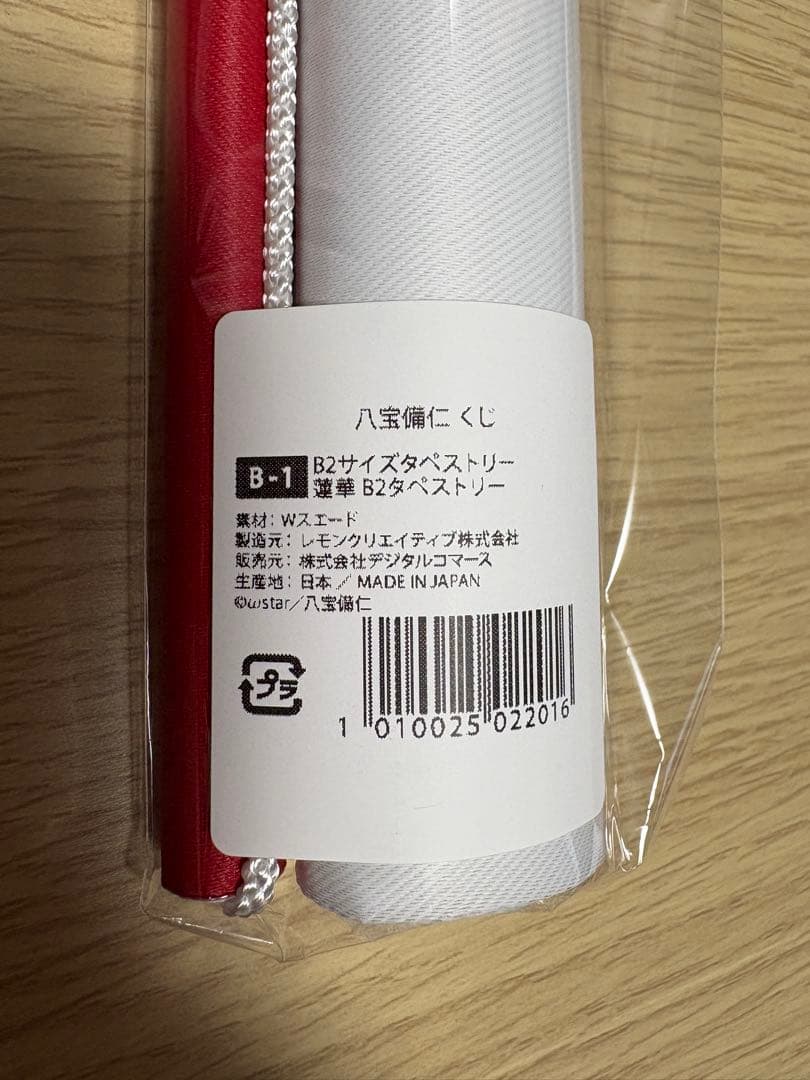 八宝備仁 くじ
B-1 B2サイズタペストリー
蓮華 B2タペストリー
素材: Wスエード
製造元: レモンクリエイティブ株式会社
販売元: 株式会社デジタルコマース
生産地: 日本／MADE IN JAPAN
©ωstar／八宝備仁
プラ
1 010025 022016